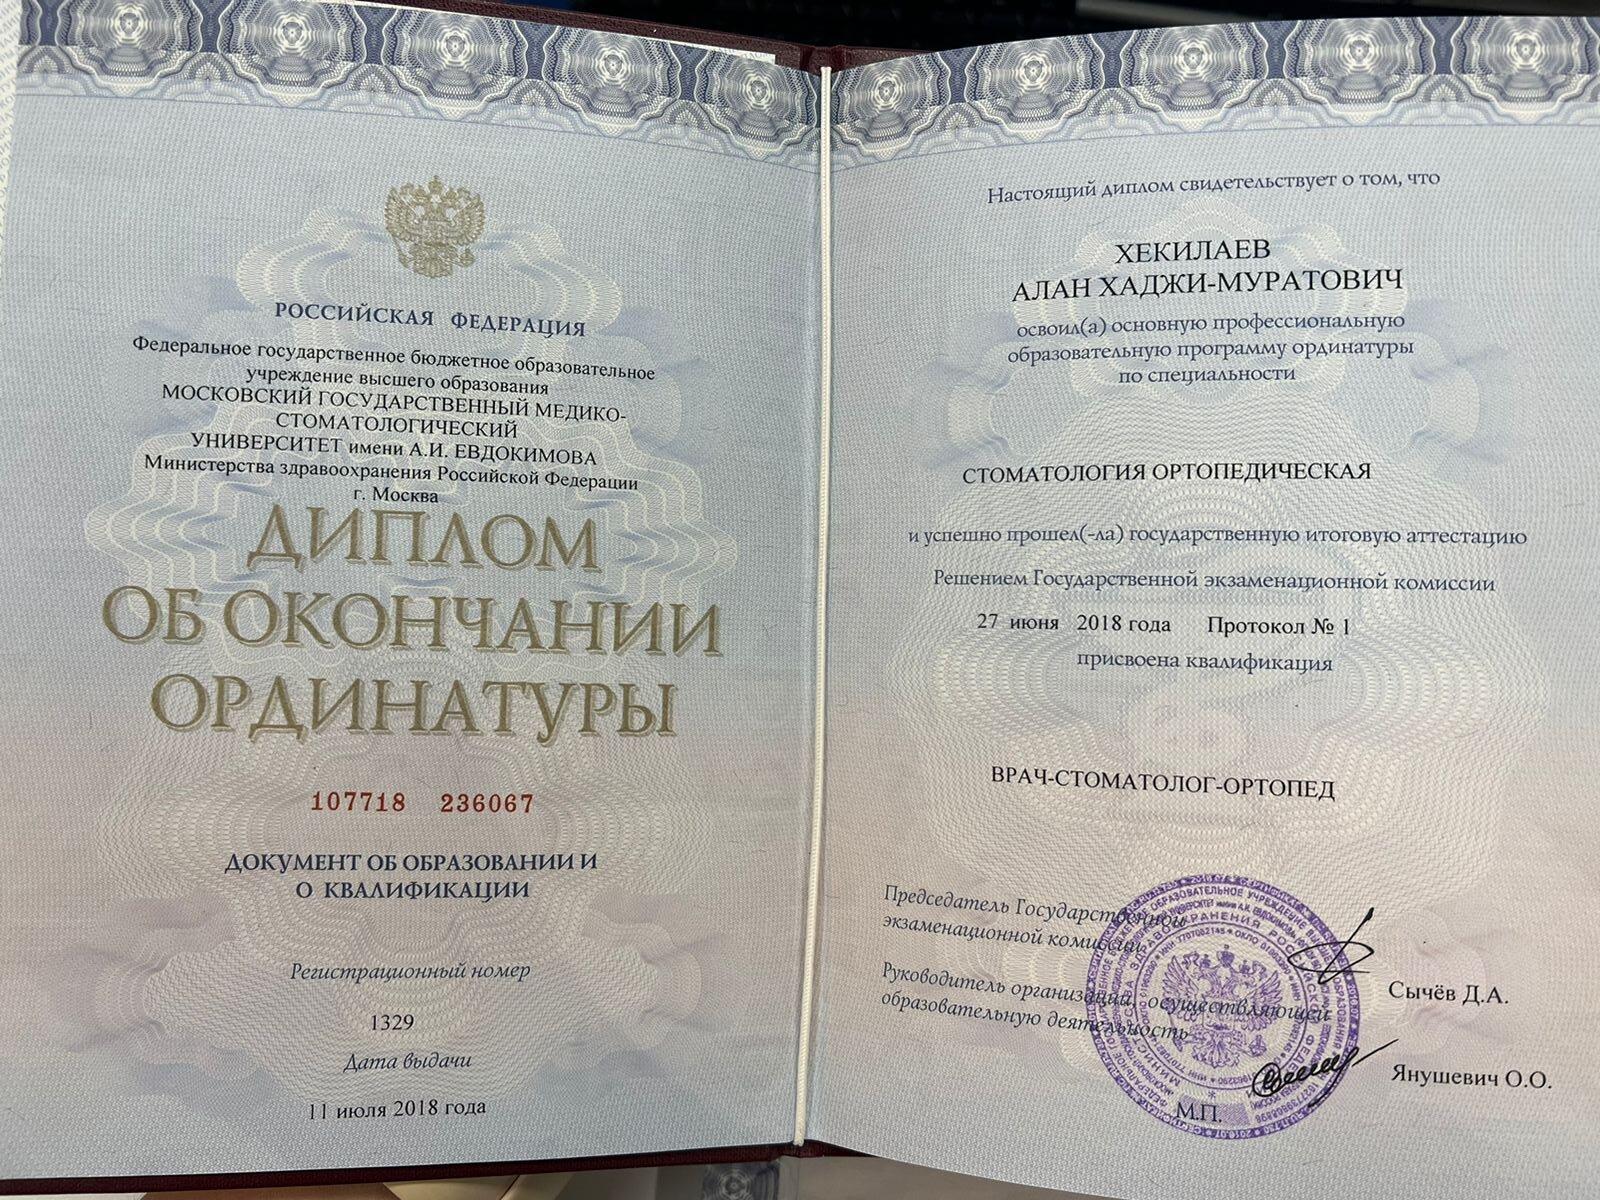 РОССИЙСКАЯ ФЕДЕРАЦИЯ
Федеральное государственное бюджетное образовательное
учреждение высшего образования
МОСКОВСКИЙ ГОСУДАРСТВЕННЫЙ МЕДИКО-
СТОМАТОЛОГИЧЕСКИЙ
УНИВЕРСИТЕТ имени А.И. ЕВДОКИМОВА
Министерства здравоохранения Российской Федерации
г. Москва
ДИПЛОМ
ОБ ОКОНЧАНИИ
ОРДИНАТУРЫ
107718 236067
ДОКУМЕНТ ОБ ОБРАЗОВАНИИ И
О КВАЛИФИКАЦИИ
Регистрационный номер
1329
Дата выдачи
11 июля 2018 года
Настоящий диплом свидетельствует о том, что
ХЕКИЛАЕВ
АЛАН ХАДЖИ-МУРАТОВИЧ
освоил(а) основную профессиональную
образовательную программу ординатуры
по специальности
СТОМАТОЛОГИЯ ОРТОПЕДИЧЕСКАЯ
и успешно прошел(-ла) государственную итоговую аттестацию
Решением Государственной экзаменационной комиссии
27 июня 2018 года Протокол № 1
присвоена квалификация
ВРАЧ-СТОМАТОЛОГ-ОРТОПЕД
Председатель Государственной
экзаменационной комиссии
Сычёв Д.А.
Руководитель организации, осуществляющей
образовательную деятельность
Янушевич О.О.
М.П.